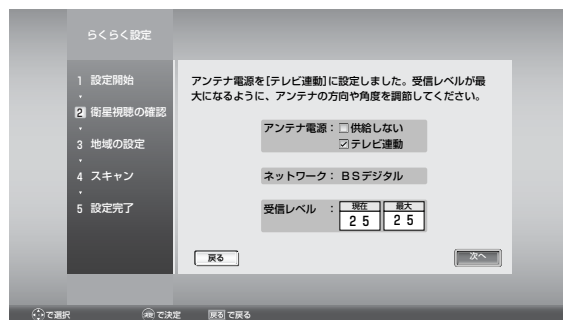 らくらく設定
1 設定開始
2 衛星視聴の確認
3 地域の設定
4 スキャン
5 設定完了
アンテナ電源を[テレビ連動]に設定しました。受信レベルが最
大になるように、アンテナの方向や角度を調節してください。
アンテナ電源：□供給しない
☑テレビ連動
ネットワーク：BSデジタル
受信レベル ： 現在 最大
25 25
戻る 次へ
で選択 決定 で決定 戻る で戻る